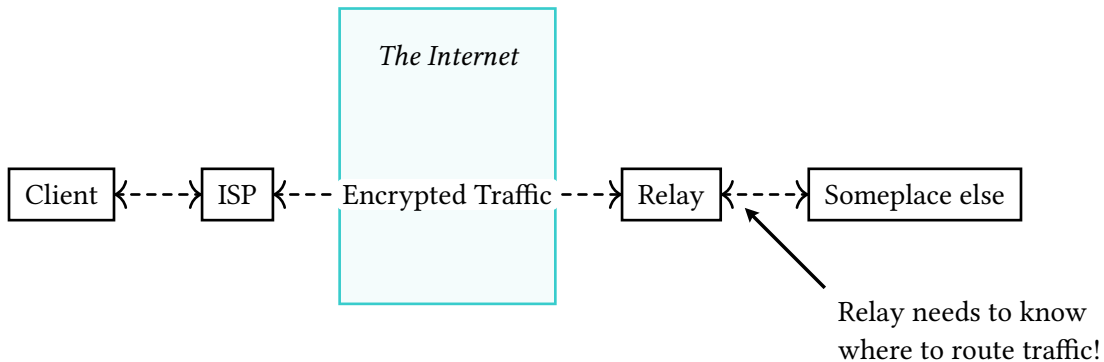 The Internet
Client
ISP
Encrypted Traffic
Relay
Someplace else
Relay needs to know
where to route traffic!